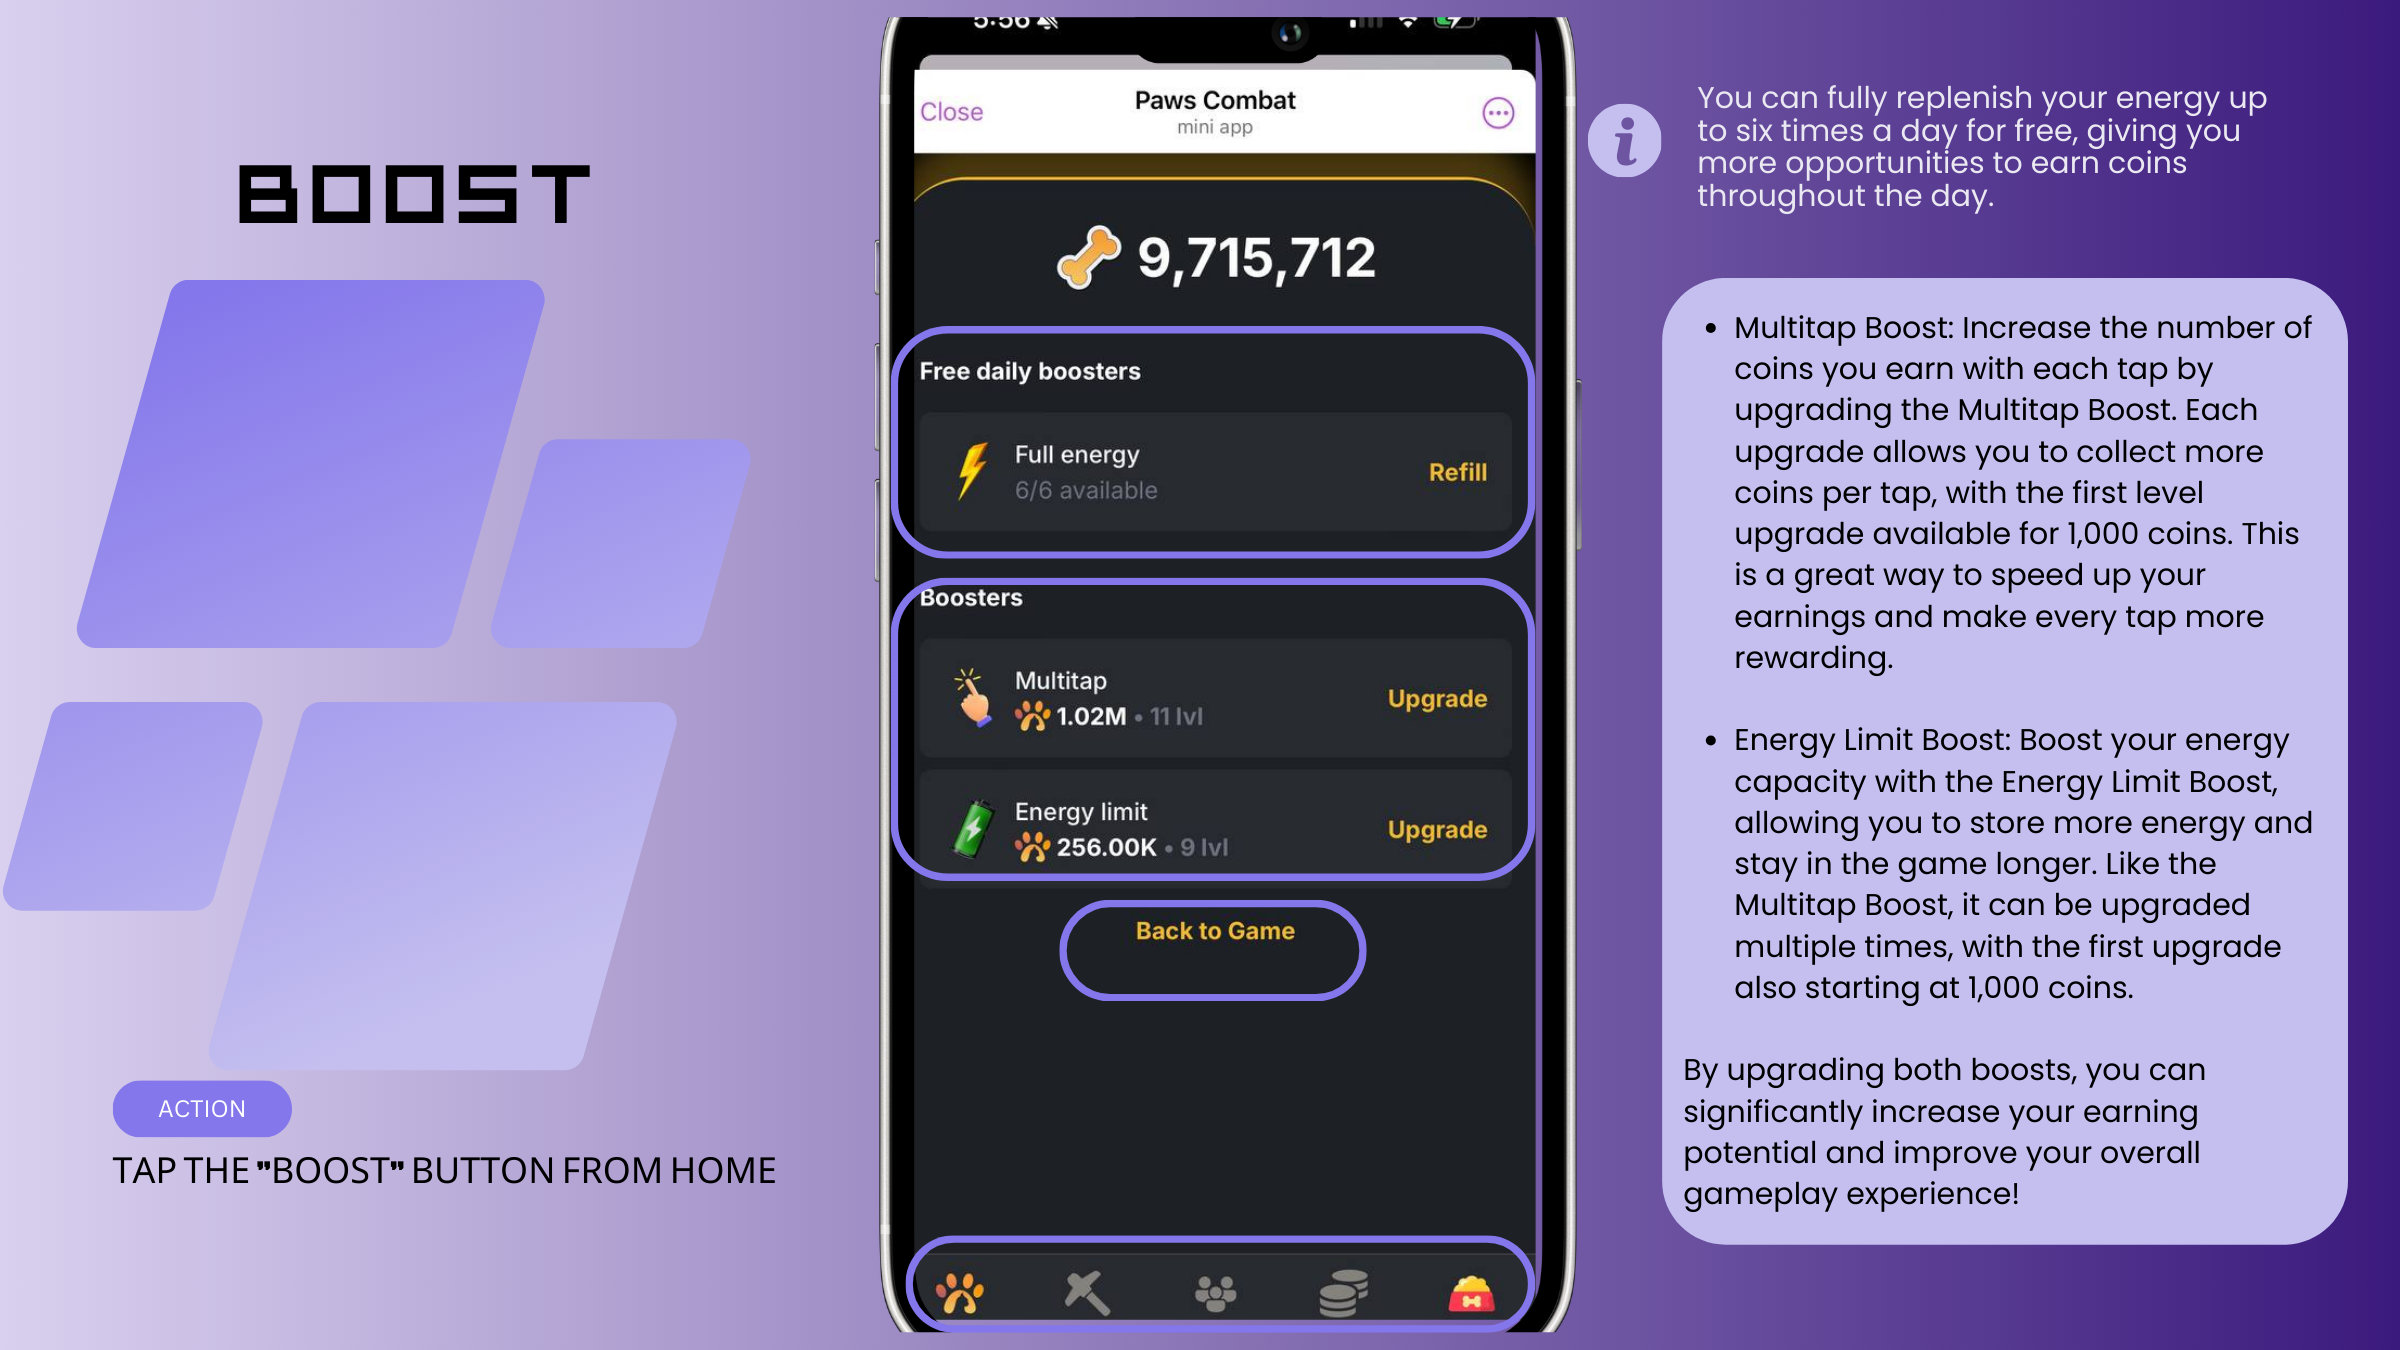 BOOST
ACTION
TAP THE "BOOST" BUTTON FROM HOME
5:56
Close
Paws Combat
mini app
9,715,712
Free daily boosters
Full energy
6/6 available
Refill
Boosters
Multitap
1.02M • 11 lvl
Upgrade
Energy limit
256.00K • 9 lvl
Upgrade
Back to Game
You can fully replenish your energy up
to six times a day for free, giving you
more opportunities to earn coins
throughout the day.
• Multitap Boost: Increase the number of
coins you earn with each tap by
upgrading the Multitap Boost. Each
upgrade allows you to collect more
coins per tap, with the first level
upgrade available for 1,000 coins. This
is a great way to speed up your
earnings and make every tap more
rewarding.
• Energy Limit Boost: Boost your energy
capacity with the Energy Limit Boost,
allowing you to store more energy and
stay in the game longer. Like the
Multitap Boost, it can be upgraded
multiple times, with the first upgrade
also starting at 1,000 coins.
By upgrading both boosts, you can
significantly increase your earning
potential and improve your overall
gameplay experience!